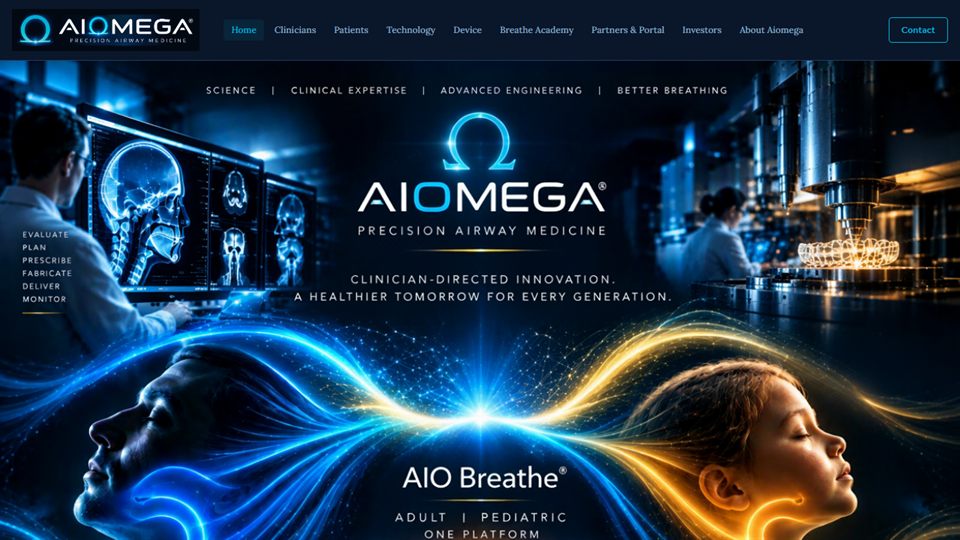 AIOMEGA®
PRECISION AIRWAY MEDICINE
Home
Clinicians
Patients
Technology
Device
Breathe Academy
Partners & Portal
Investors
About Aiomega
Contact
SCIENCE | CLINICAL EXPERTISE | ADVANCED ENGINEERING | BETTER BREATHING
AIOMEGA®
PRECISION AIRWAY MEDICINE
EVALUATE
PLAN
PRESCRIBE
FABRICATE
DELIVER
MONITOR
CLINICIAN-DIRECTED INNOVATION.
A HEALTHIER TOMORROW FOR EVERY GENERATION.
AIO Breathe®
ADULT | PEDIATRIC
ONE PLATFORM